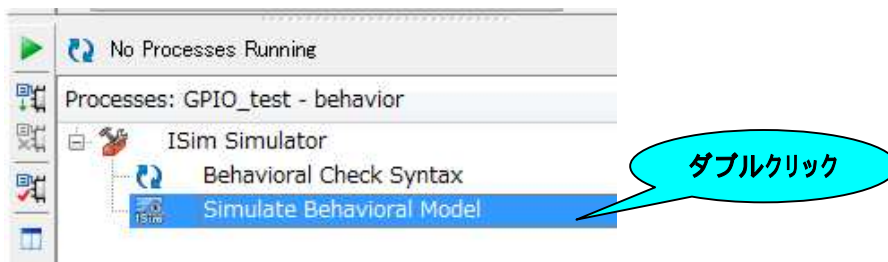 No Processes Running
Processes: GPIO_test - behavior
ISim Simulator
Behavioral Check Syntax
ISim
Simulate Behavioral Model
ダブルクリック